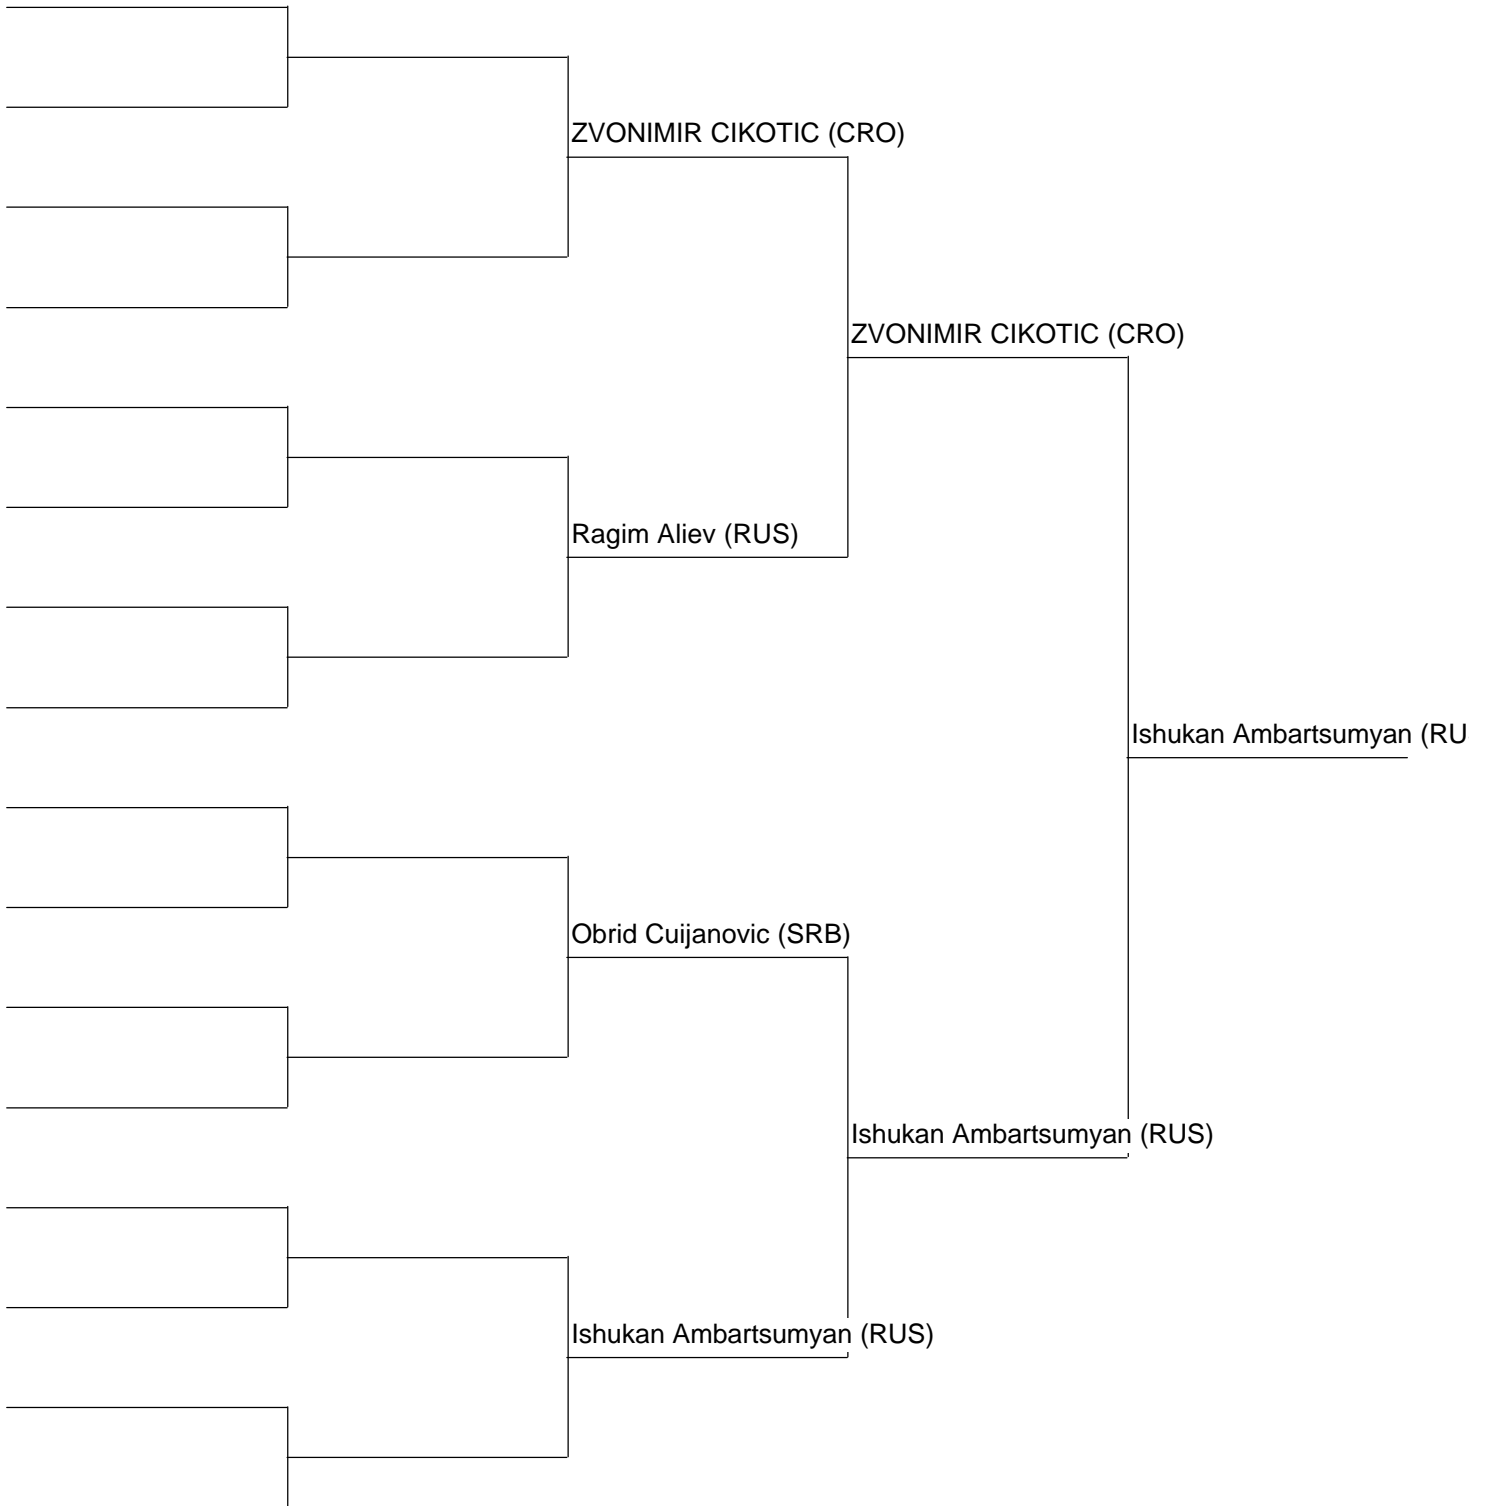 ZVONIMIR CIKOTIC (CRO)
ZVONIMIR CIKOTIC (CRO)
Ragim Aliev (RUS)
Ishukan Ambartsumyan (RU
Obrid Cuijanovic (SRB)
Ishukan Ambartsumyan (RUS)
Ishukan Ambartsumyan (RUS)